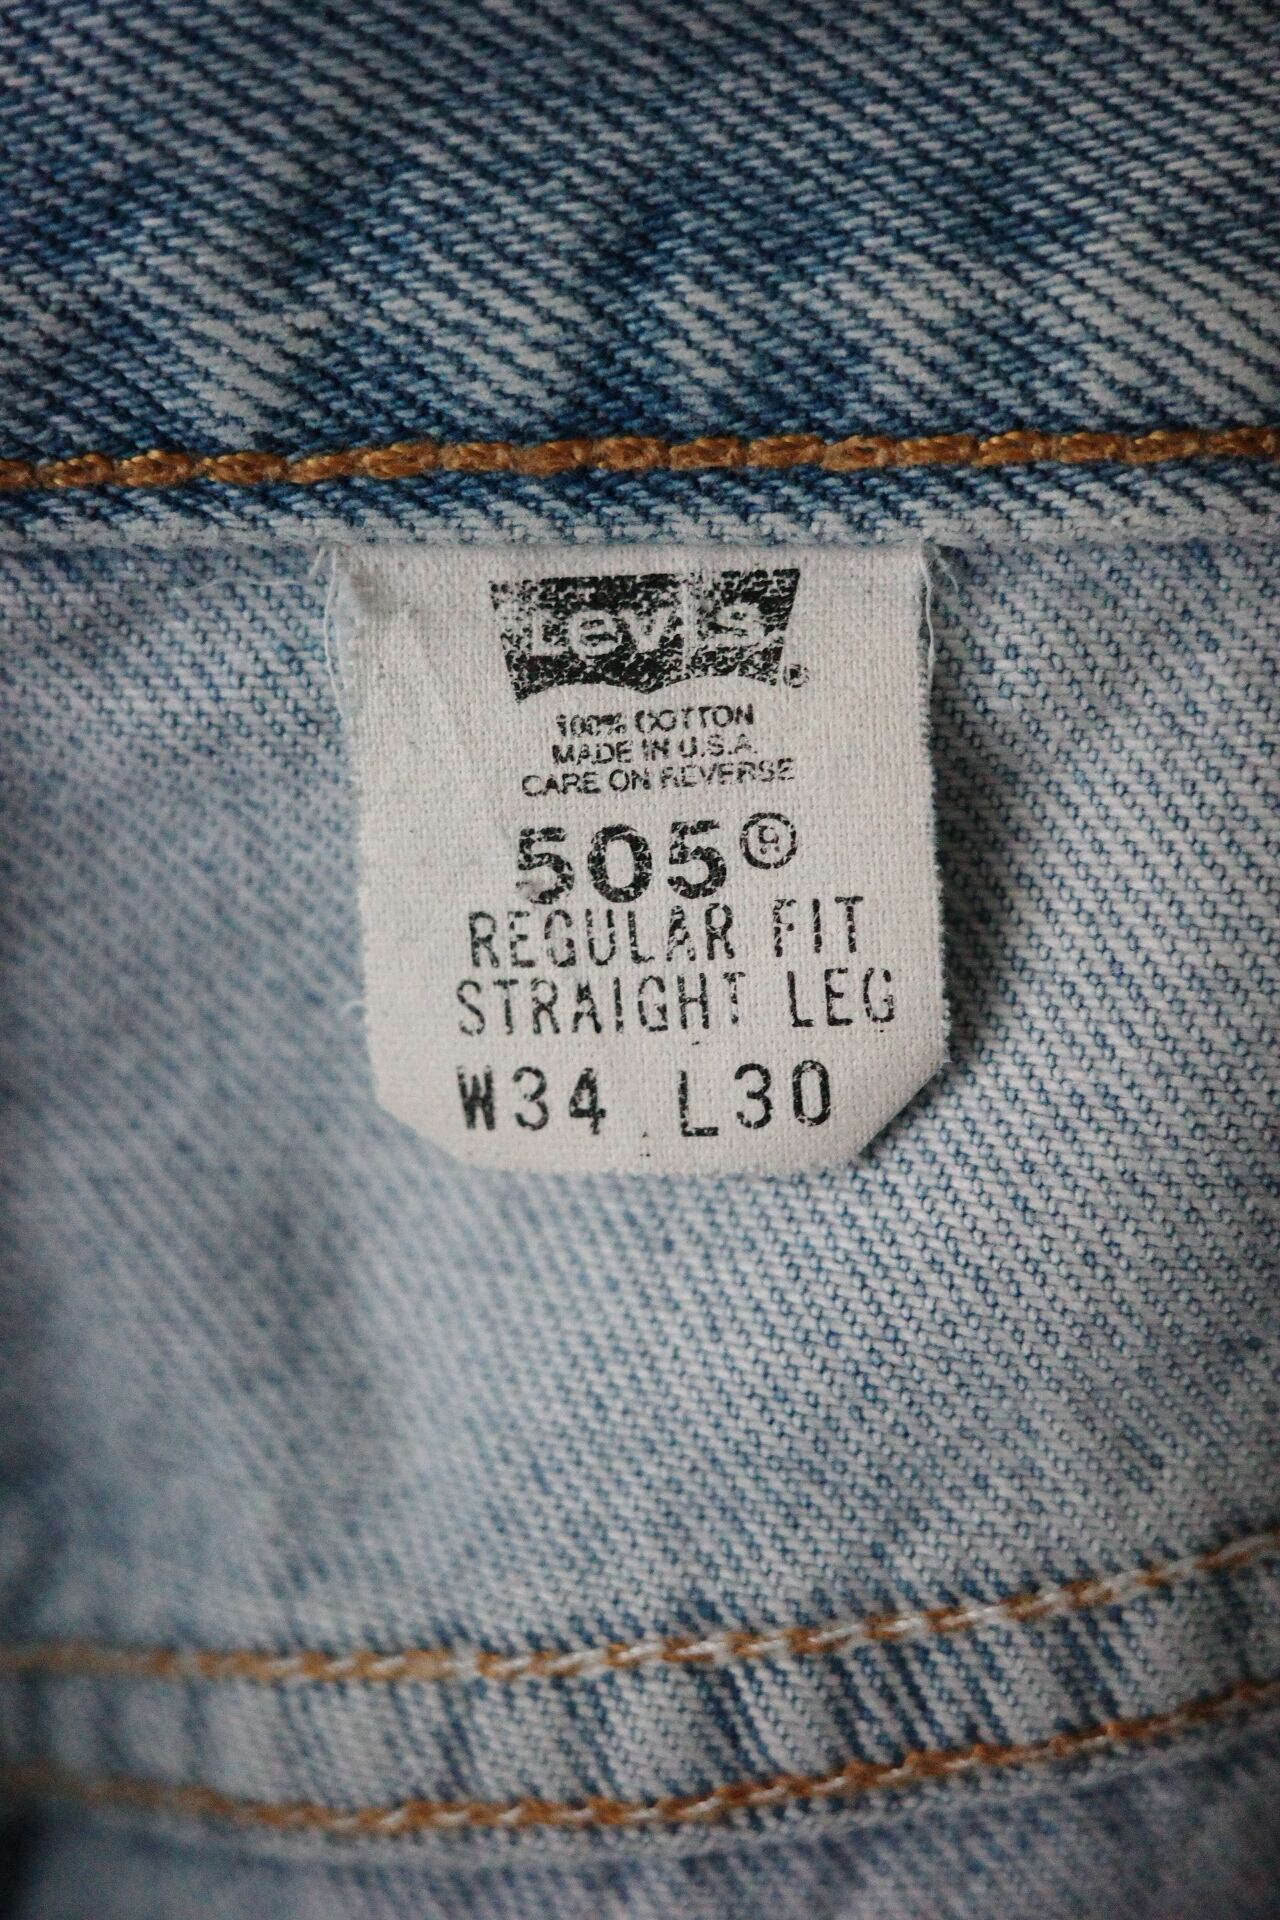 Levi's®
100% COTTON
MADE IN U.S.A.
CARE ON REVERSE
505®
REGULAR FIT
STRAIGHT LEG
W34 L30